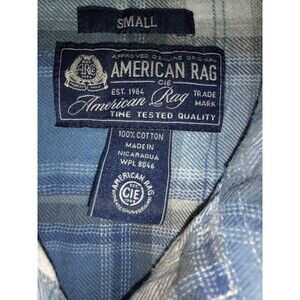 SMALL
APPROVED GENUINE ORIGINAL
AMERICAN RAG
CIE
EST. 1984
TRADE MARK
American Rag
TIME TESTED QUALITY
100% COTTON
MADE IN
NICARAGUA
WPL 8046
AMERICAN RAG
CIE